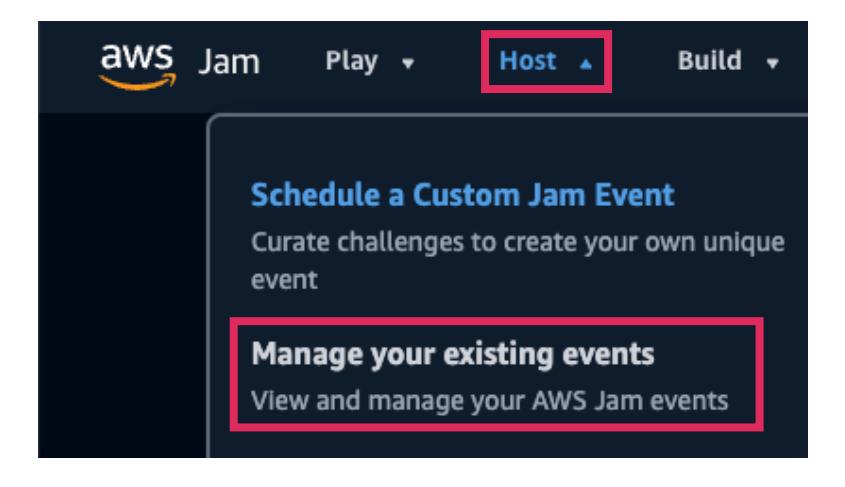 aws Jam Play Host Build
Schedule a Custom Jam Event
Curate challenges to create your own unique
event
Manage your existing events
View and manage your AWS Jam events